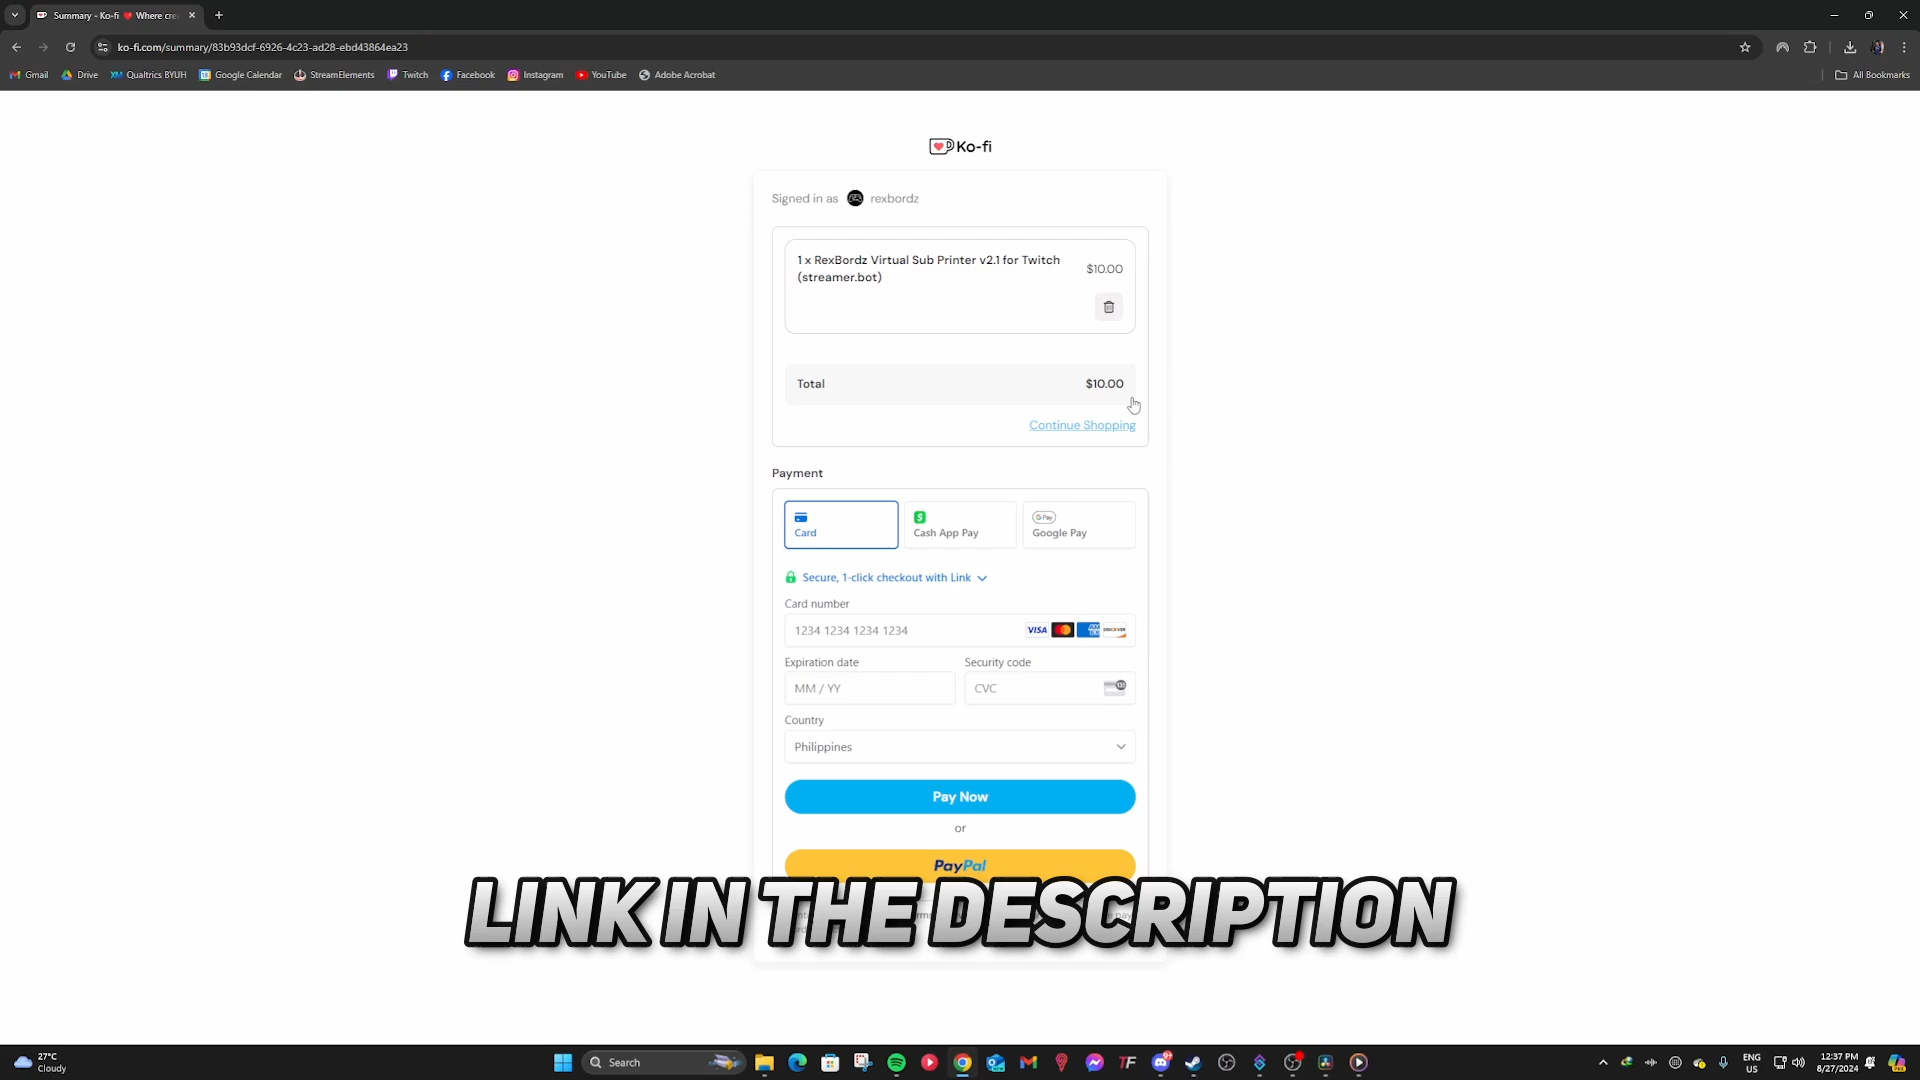 Summary - Ko-fi ❤ Where cre
ko-fi.com/summary/83b93dcf-6926-4c23-ad28-ebd43864ea23
Gmail Drive Qualtrics BYUH Google Calendar StreamElements Twitch Facebook Instagram YouTube Adobe Acrobat All Bookmarks
Ko-fi
Signed in as rexbordz
1 x RexBordz Virtual Sub Printer v2.1 for Twitch
(streamer.bot)
$10.00
Total $10.00
Continue Shopping
Payment
Card
Cash App Pay
G Pay
Google Pay
Secure, 1-click checkout with Link
Card number
1234 1234 1234 1234
VISA
Expiration date Security code
MM / YY CVC
Country
Philippines
Pay Now
or
PayPal
LINK IN THE DESCRIPTION
27°C
Cloudy
Search
ENG
US
12:37 PM
8/27/2024